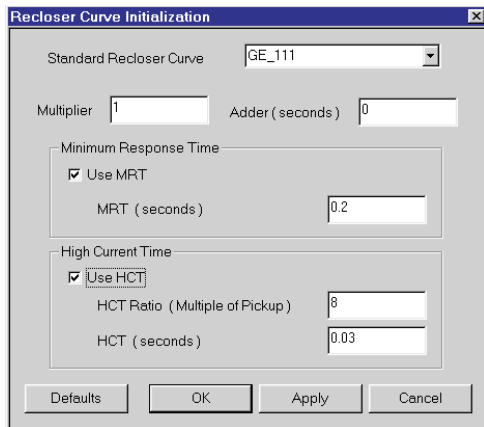 Recloser Curve Initialization
Standard Recloser Curve GE_111
Multiplier 1 Adder ( seconds ) 0
Minimum Response Time
Use MRT
MRT ( seconds ) 0.2
High Current Time
Use HCT
HCT Ratio ( Multiple of Pickup ) 8
HCT ( seconds ) 0.03
Defaults OK Apply Cancel